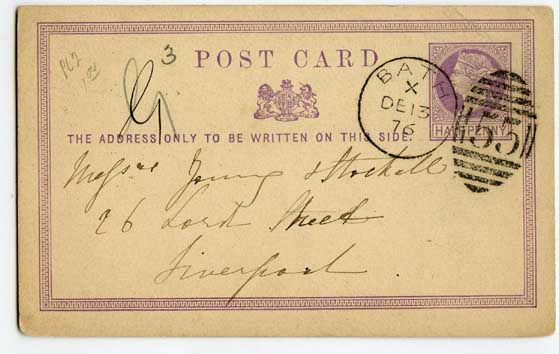 3
POST CARD
BATH
X
DE 13
76
HALFPENNY
53
THE ADDRESS ONLY TO BE WRITTEN ON THIS SIDE.
Messrs Young & Stockell
26 Lord Street
Liverpool.